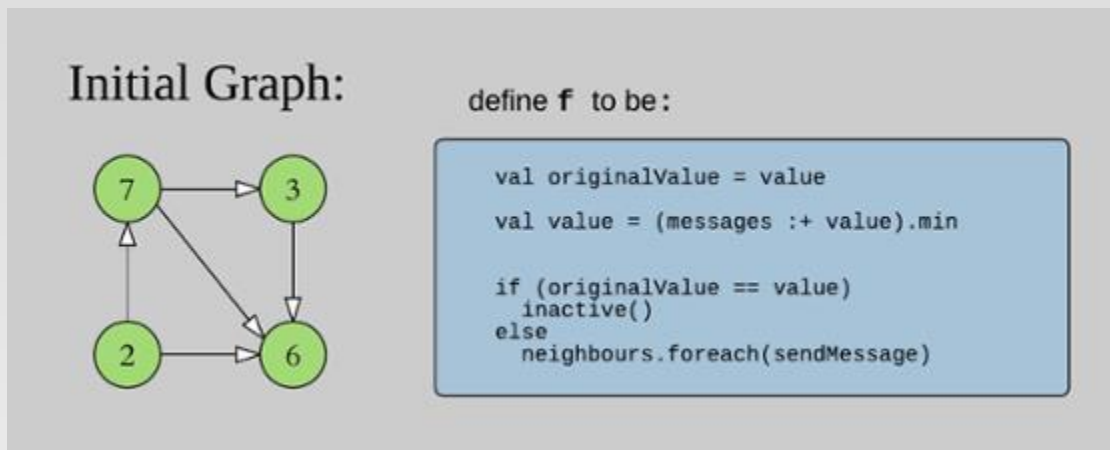 Initial Graph:
define f to be:
7
3
2
6
val originalValue = value
val value = (messages :+ value).min
if (originalValue == value)
inactive()
else
neighbours.foreach(sendMessage)